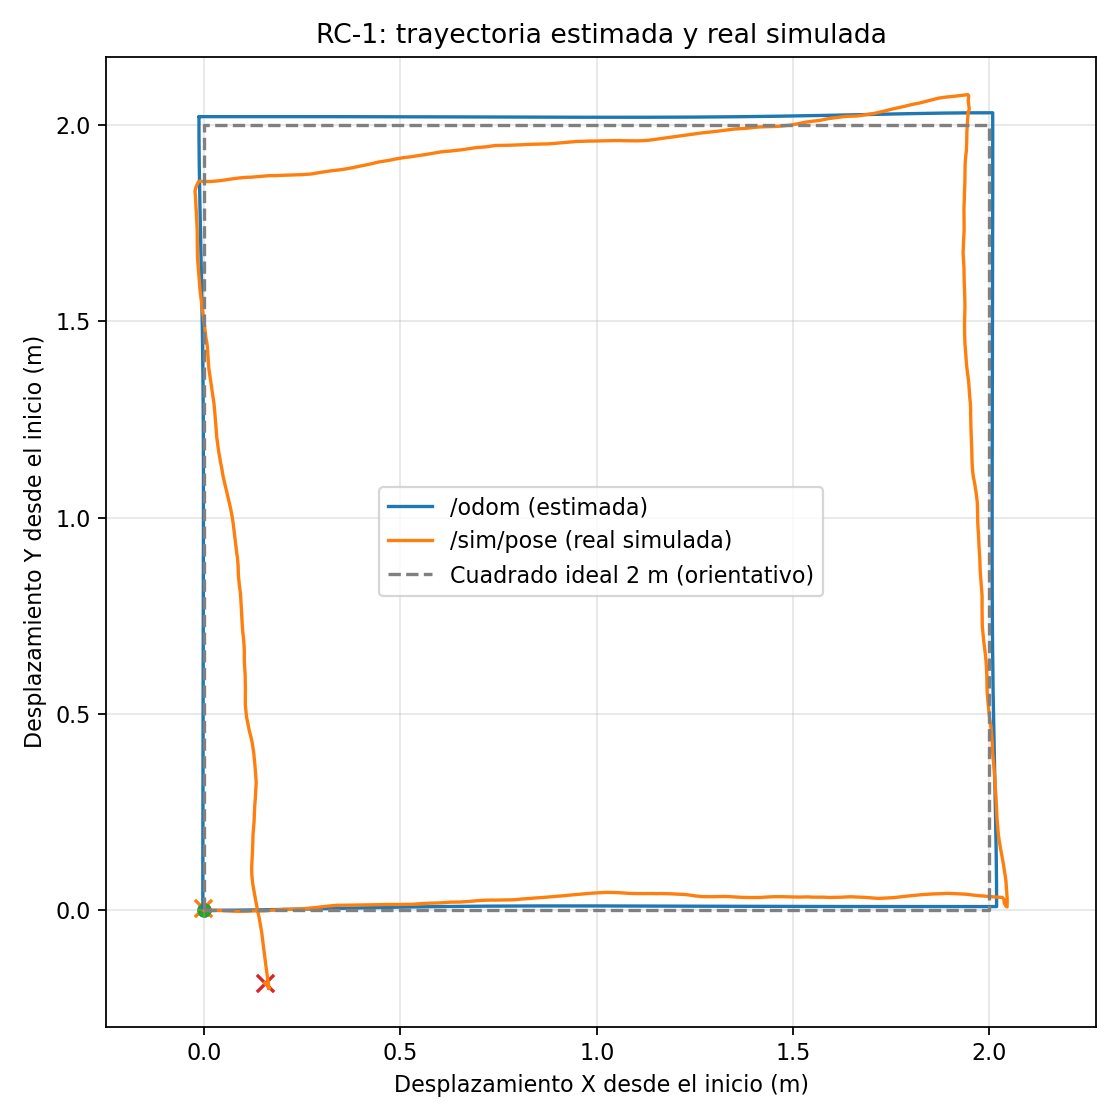 RC-1: trayectoria estimada y real simulada
Desplazamiento Y desde el inicio (m)
2.0
1.5
1.0
0.5
0.0
/odom (estimada)
/sim/pose (real simulada)
Cuadrado ideal 2 m (orientativo)
0.0 0.5 1.0 1.5 2.0
Desplazamiento X desde el inicio (m)